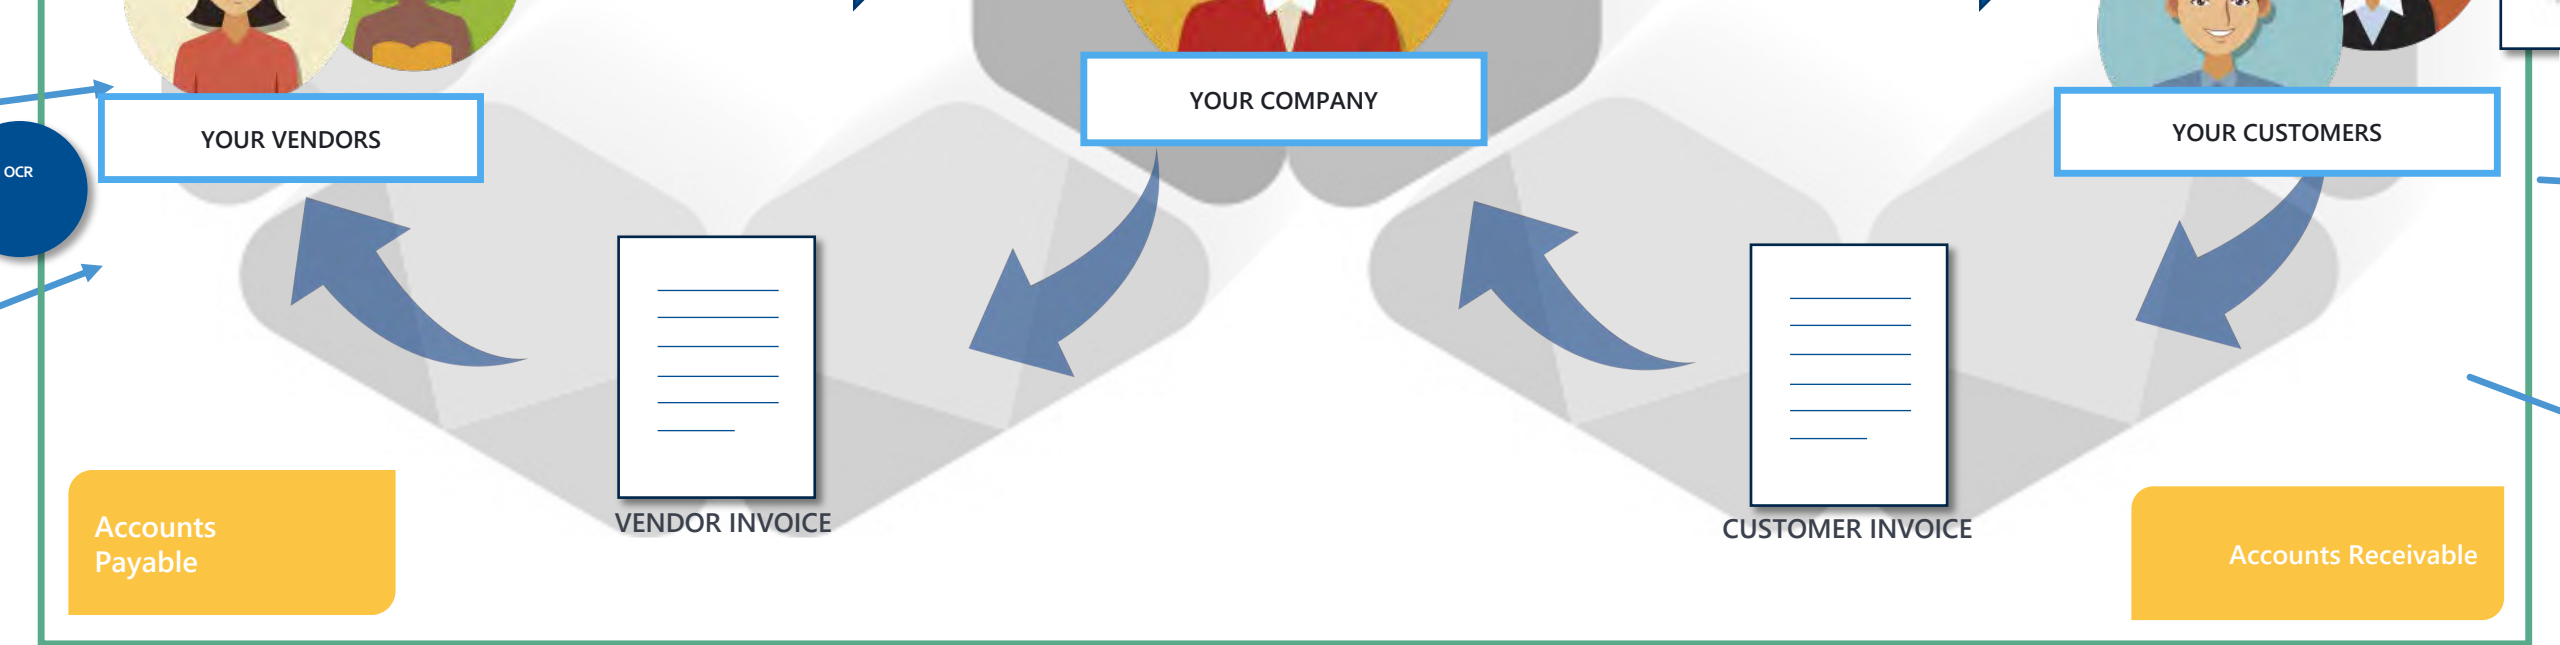 YOUR COMPANY
YOUR VENDORS
YOUR CUSTOMERS
OCR
VENDOR INVOICE
CUSTOMER INVOICE
Accounts
Payable
Accounts Receivable